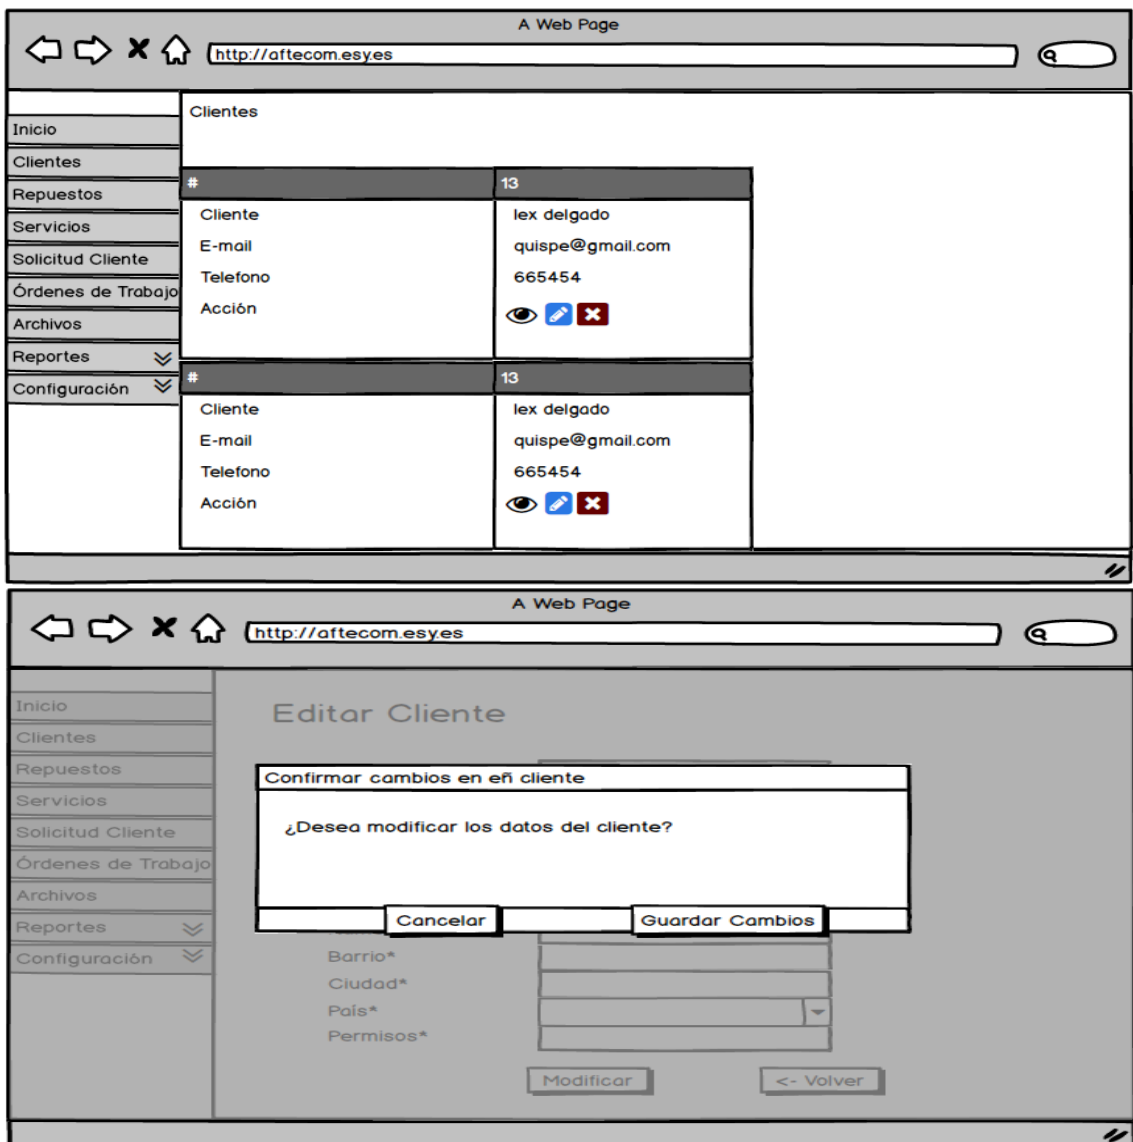 A Web Page
http://aftecom.esy.es
Inicio
Clientes
Repuestos
Servicios
Solicitud Cliente
Órdenes de Trabajo
Archivos
Reportes
Configuración
Clientes
# 13
Cliente lex delgado
E-mail quispe@gmail.com
Telefono 665454
Acción
# 13
Cliente lex delgado
E-mail quispe@gmail.com
Telefono 665454
Acción
A Web Page
http://aftecom.esy.es
Inicio
Clientes
Repuestos
Servicios
Solicitud Cliente
Órdenes de Trabajo
Archivos
Reportes
Configuración
Editar Cliente
Confirmar cambios en eñ cliente
¿Desea modificar los datos del cliente?
Cancelar Guardar Cambios
Barrio*
Ciudad*
País*
Permisos*
Modificar <- Volver